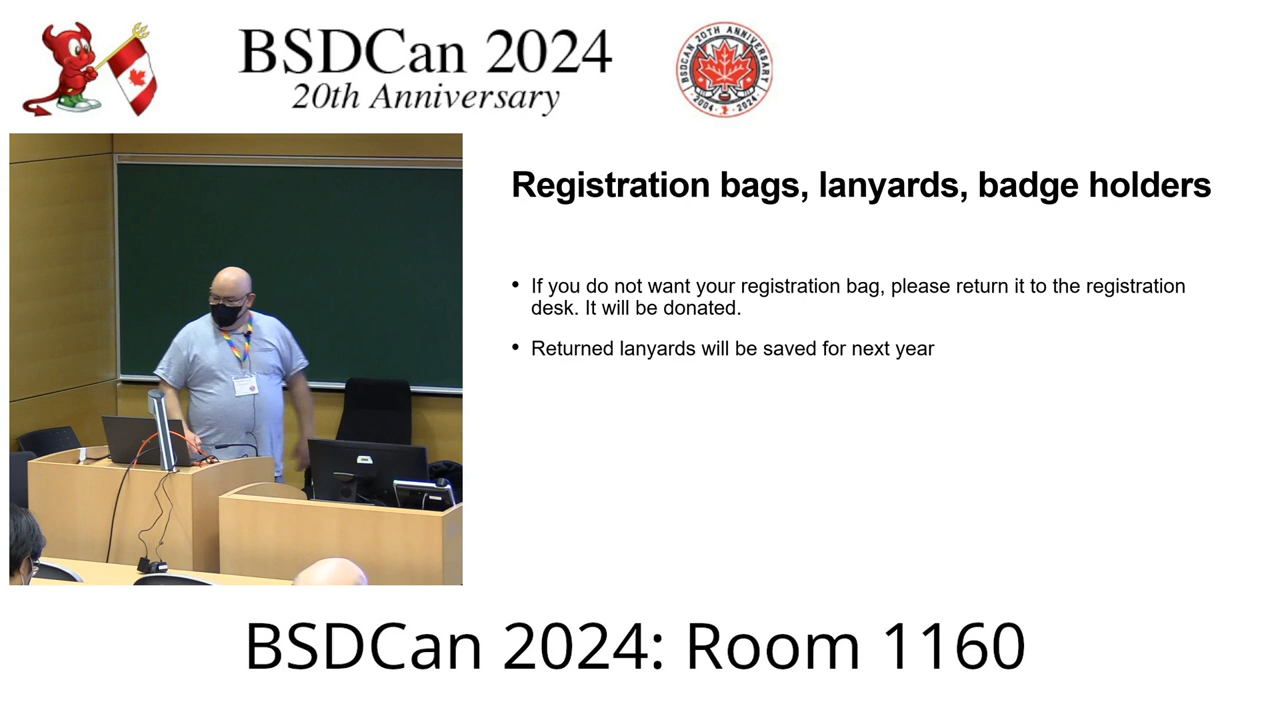 BSDCan 2024
20th Anniversary
BSDCAN 20TH ANNIVERSARY
· 2004 · 2024 ·
Registration bags, lanyards, badge holders
• If you do not want your registration bag, please return it to the registration
desk. It will be donated.
• Returned lanyards will be saved for next year
BSDCan 2024: Room 1160